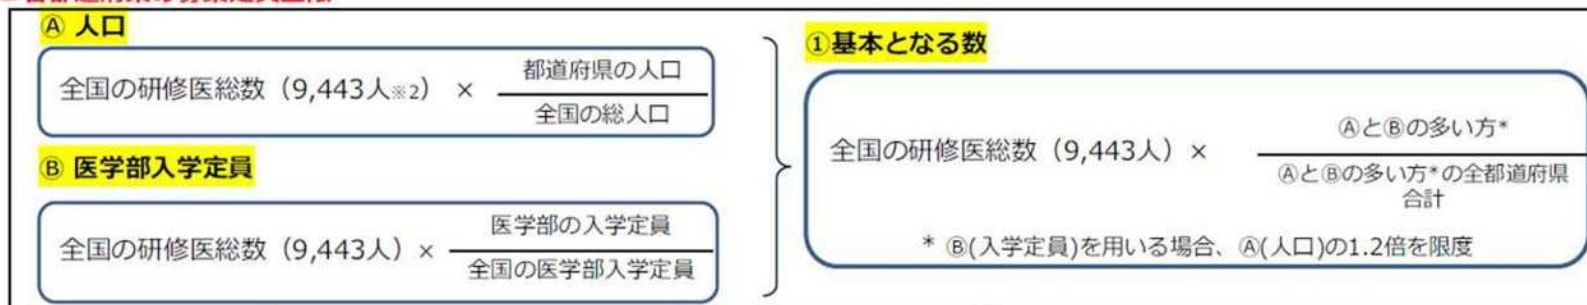 Ⓐ 人口
全国の研修医総数（9,443人※2） ×
都道府県の人口
全国の総人口
Ⓑ 医学部入学定員
全国の研修医総数（9,443人） ×
医学部の入学定員
全国の医学部入学定員
①基本となる数
全国の研修医総数（9,443人） ×
ⒶとⒷの多い方*
ⒶとⒷの多い方*の全都道府県
合計
* Ⓑ(入学定員)を用いる場合、Ⓐ(人口)の1.2倍を限度